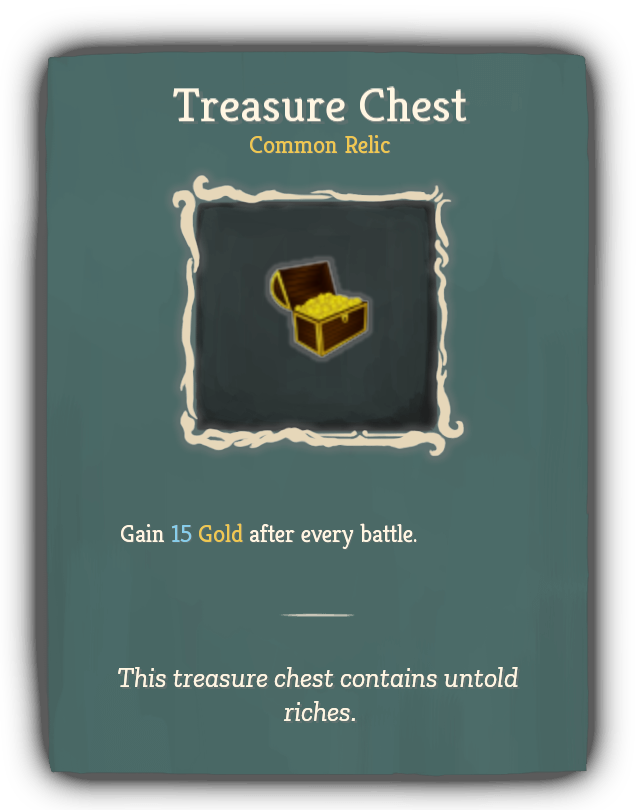 Treasure Chest
Common Relic
Gain 15 Gold after every battle.
This treasure chest contains untold
riches.